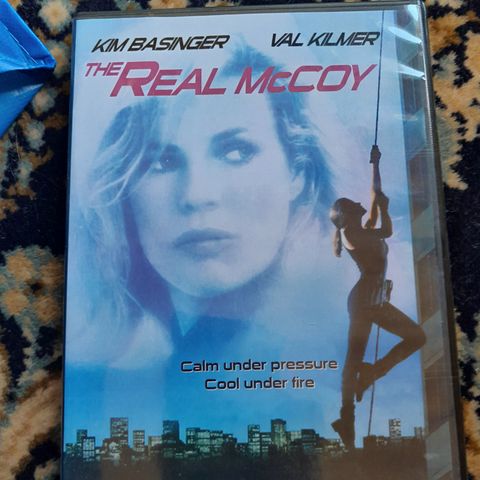 KIM BASINGER VAL KILMER
THE REAL McCOY
Calm under pressure
Cool under fire